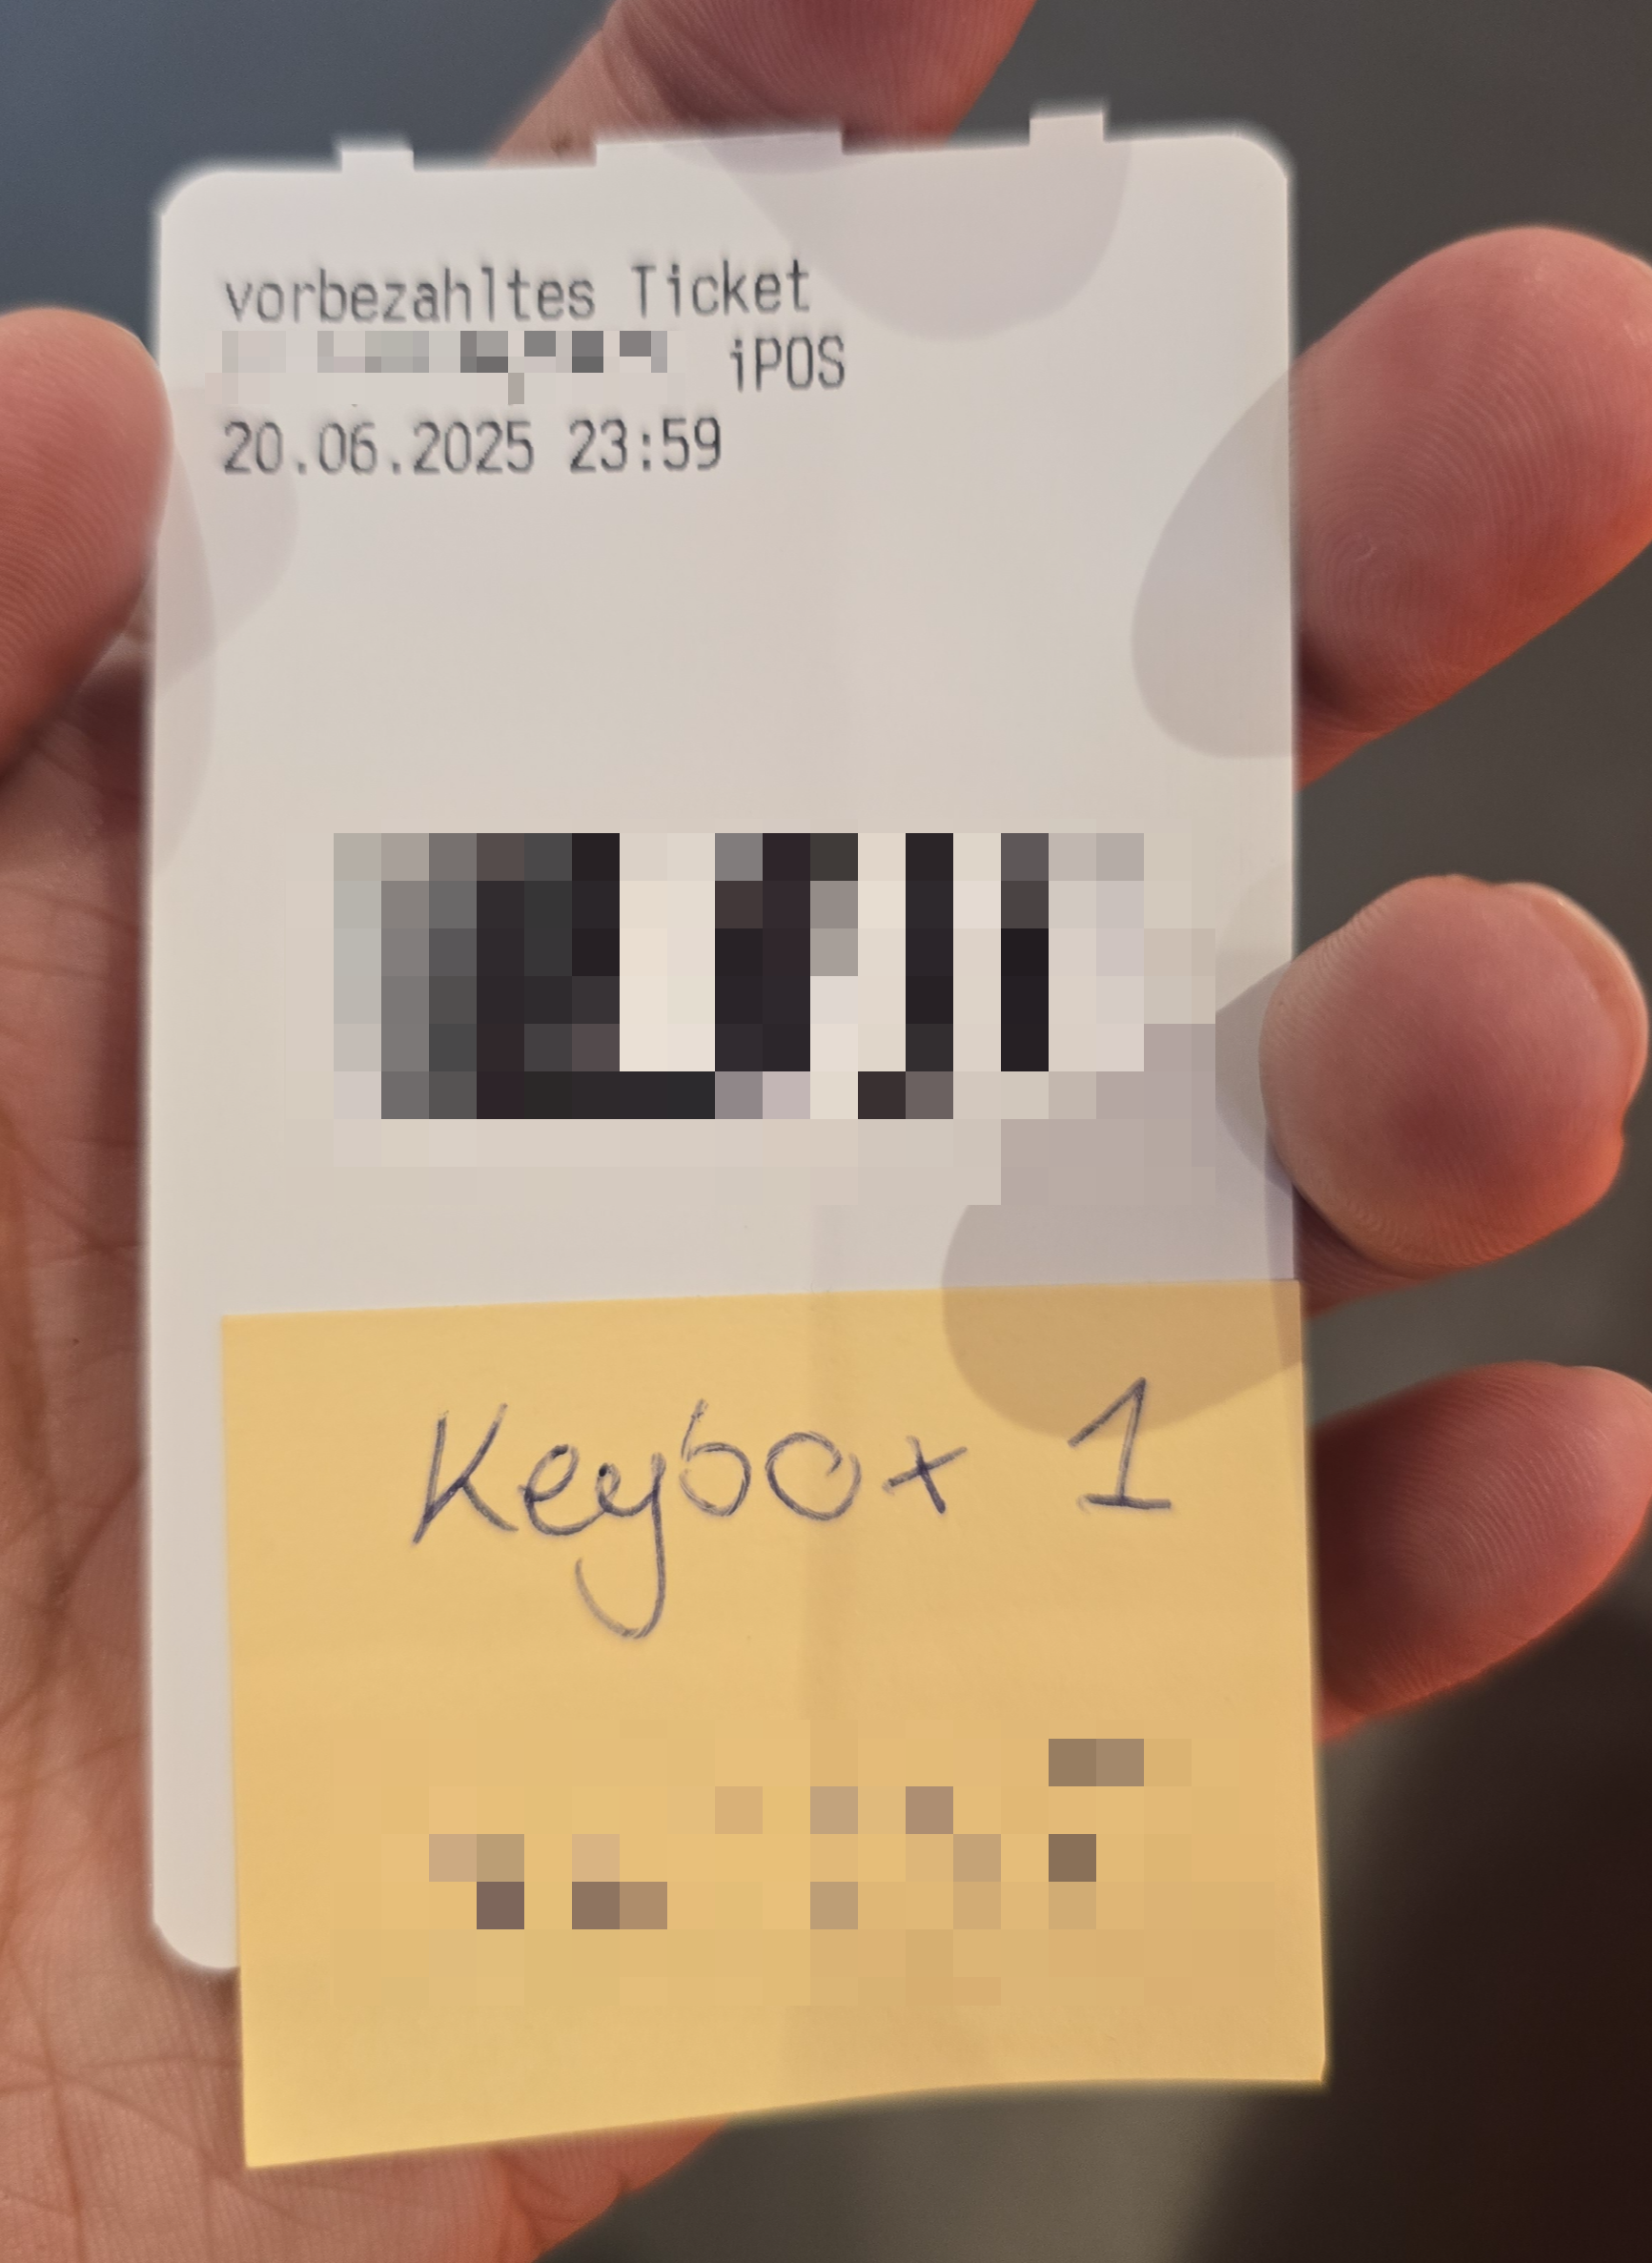 vorbezahltes Ticket
iPOS
20.06.2025 23:59
Keybox 1